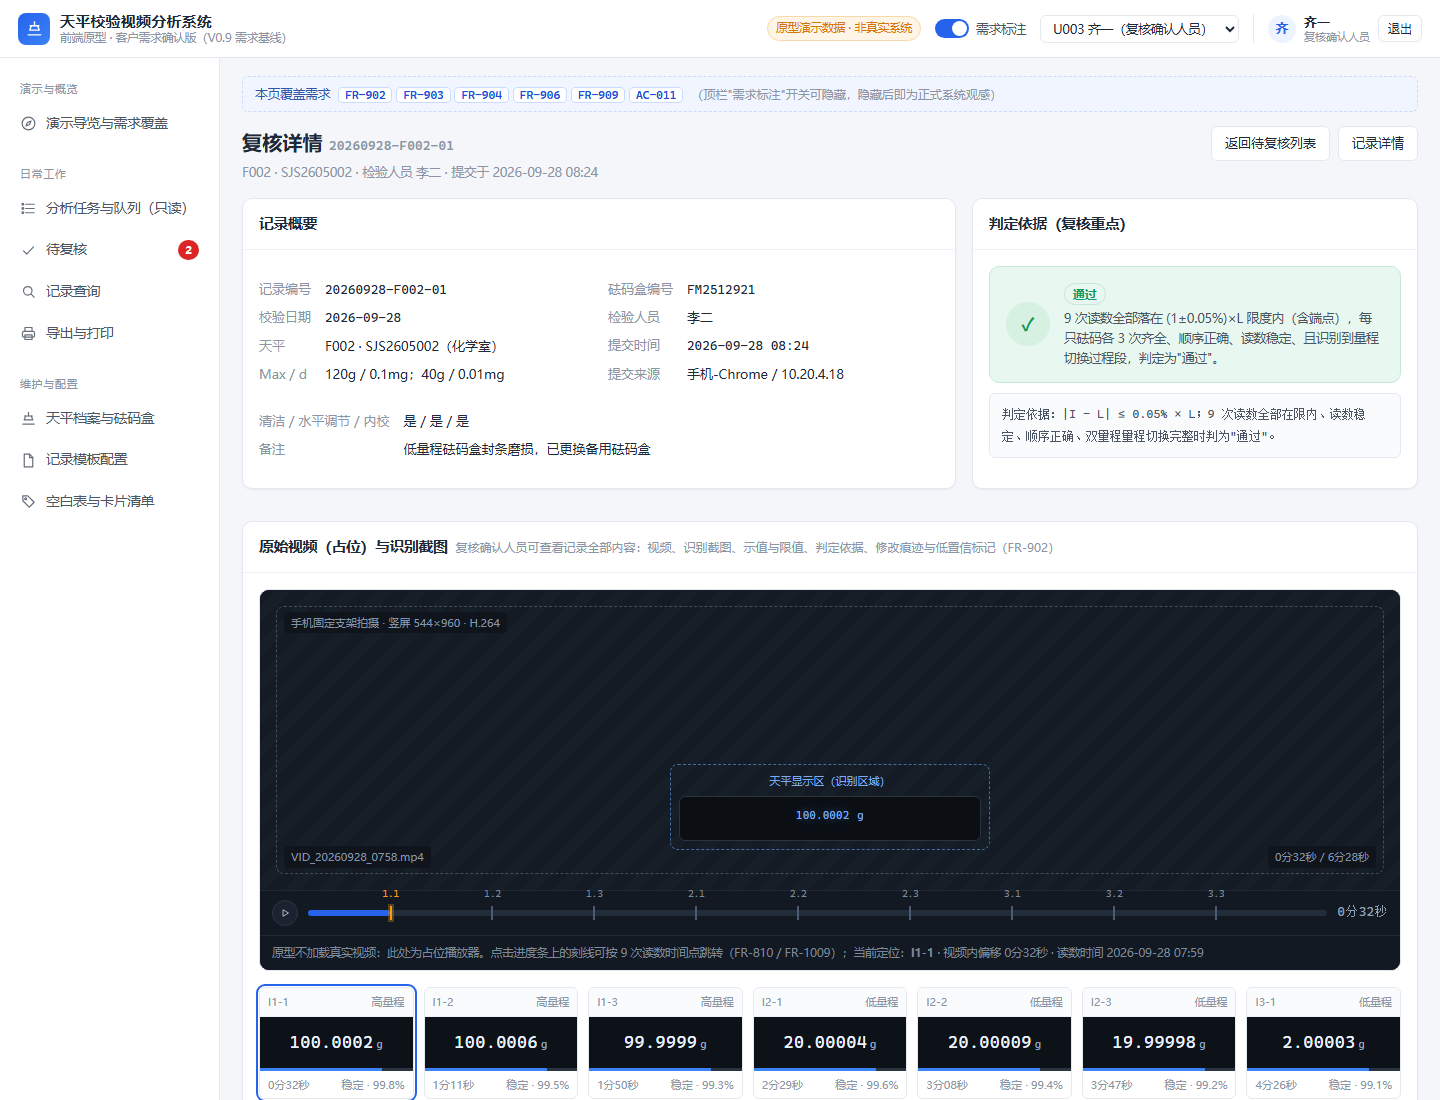 天平校验视频分析系统
前端原型 · 客户需求确认版（V0.9 需求基线）
原型演示数据 · 非真实系统
需求标注
U003 齐一（复核确认人员）
齐
齐一
复核确认人员
退出
演示与概览
演示导览与需求覆盖
日常工作
分析任务与队列（只读）
待复核
2
记录查询
导出与打印
维护与配置
天平档案与砝码盒
记录模板配置
空白表与卡片清单
本页覆盖需求 FR-902 FR-903 FR-904 FR-906 FR-909 AC-011 （顶栏"需求标注"开关可隐藏，隐藏后即为正式系统观感）
复核详情 20260928-F002-01
F002 · SJS2605002 · 检验人员 李二 · 提交于 2026-09-28 08:24
返回待复核列表
记录详情
记录概要
记录编号 20260928-F002-01
砝码盒编号 FM2512921
校验日期 2026-09-28
检验人员 李二
天平 F002 · SJS2605002（化学室）
提交时间 2026-09-28 08:24
Max / d 120g / 0.1mg；40g / 0.01mg
提交来源 手机-Chrome / 10.20.4.18
清洁 / 水平调节 / 内校 是 / 是 / 是
备注 低量程砝码盒封条磨损，已更换备用砝码盒
判定依据（复核重点）
通过
9 次读数全部落在 (1±0.05%)×L 限度内（含端点），每
只砝码各 3 次齐全、顺序正确、读数稳定、且识别到量程
切换过程段，判定为"通过"。
判定依据：|I − L| ≤ 0.05% × L；9 次读数全部在限内、读数稳
定、顺序正确、双量程量程切换完整时判为"通过"。
原始视频（占位）与识别截图 复核确认人员可查看记录全部内容：视频、识别截图、示值与限值、判定依据、修改痕迹与低置信标记（FR-902）
手机固定支架拍摄 · 竖屏 544×960 · H.264
天平显示区（识别区域）
100.0002 g
VID_20260928_0758.mp4
0分32秒 / 6分28秒
1.1 1.2 1.3 2.1 2.2 2.3 3.1 3.2 3.3
0分32秒
原型不加载真实视频：此处为占位播放器。点击进度条上的刻线可按 9 次读数时间点跳转（FR-810 / FR-1009）；当前定位：I1-1 · 视频内偏移 0分32秒 · 读数时间 2026-09-28 07:59
I1-1 高量程
100.0002 g
0分32秒 稳定 · 99.8%
I1-2 高量程
100.0006 g
1分11秒 稳定 · 99.5%
I1-3 高量程
99.9999 g
1分50秒 稳定 · 99.3%
I2-1 低量程
20.00004 g
2分29秒 稳定 · 99.6%
I2-2 低量程
20.00009 g
3分08秒 稳定 · 99.4%
I2-3 低量程
19.99998 g
3分47秒 稳定 · 99.2%
I3-1 低量程
2.00003 g
4分26秒 稳定 · 99.1%